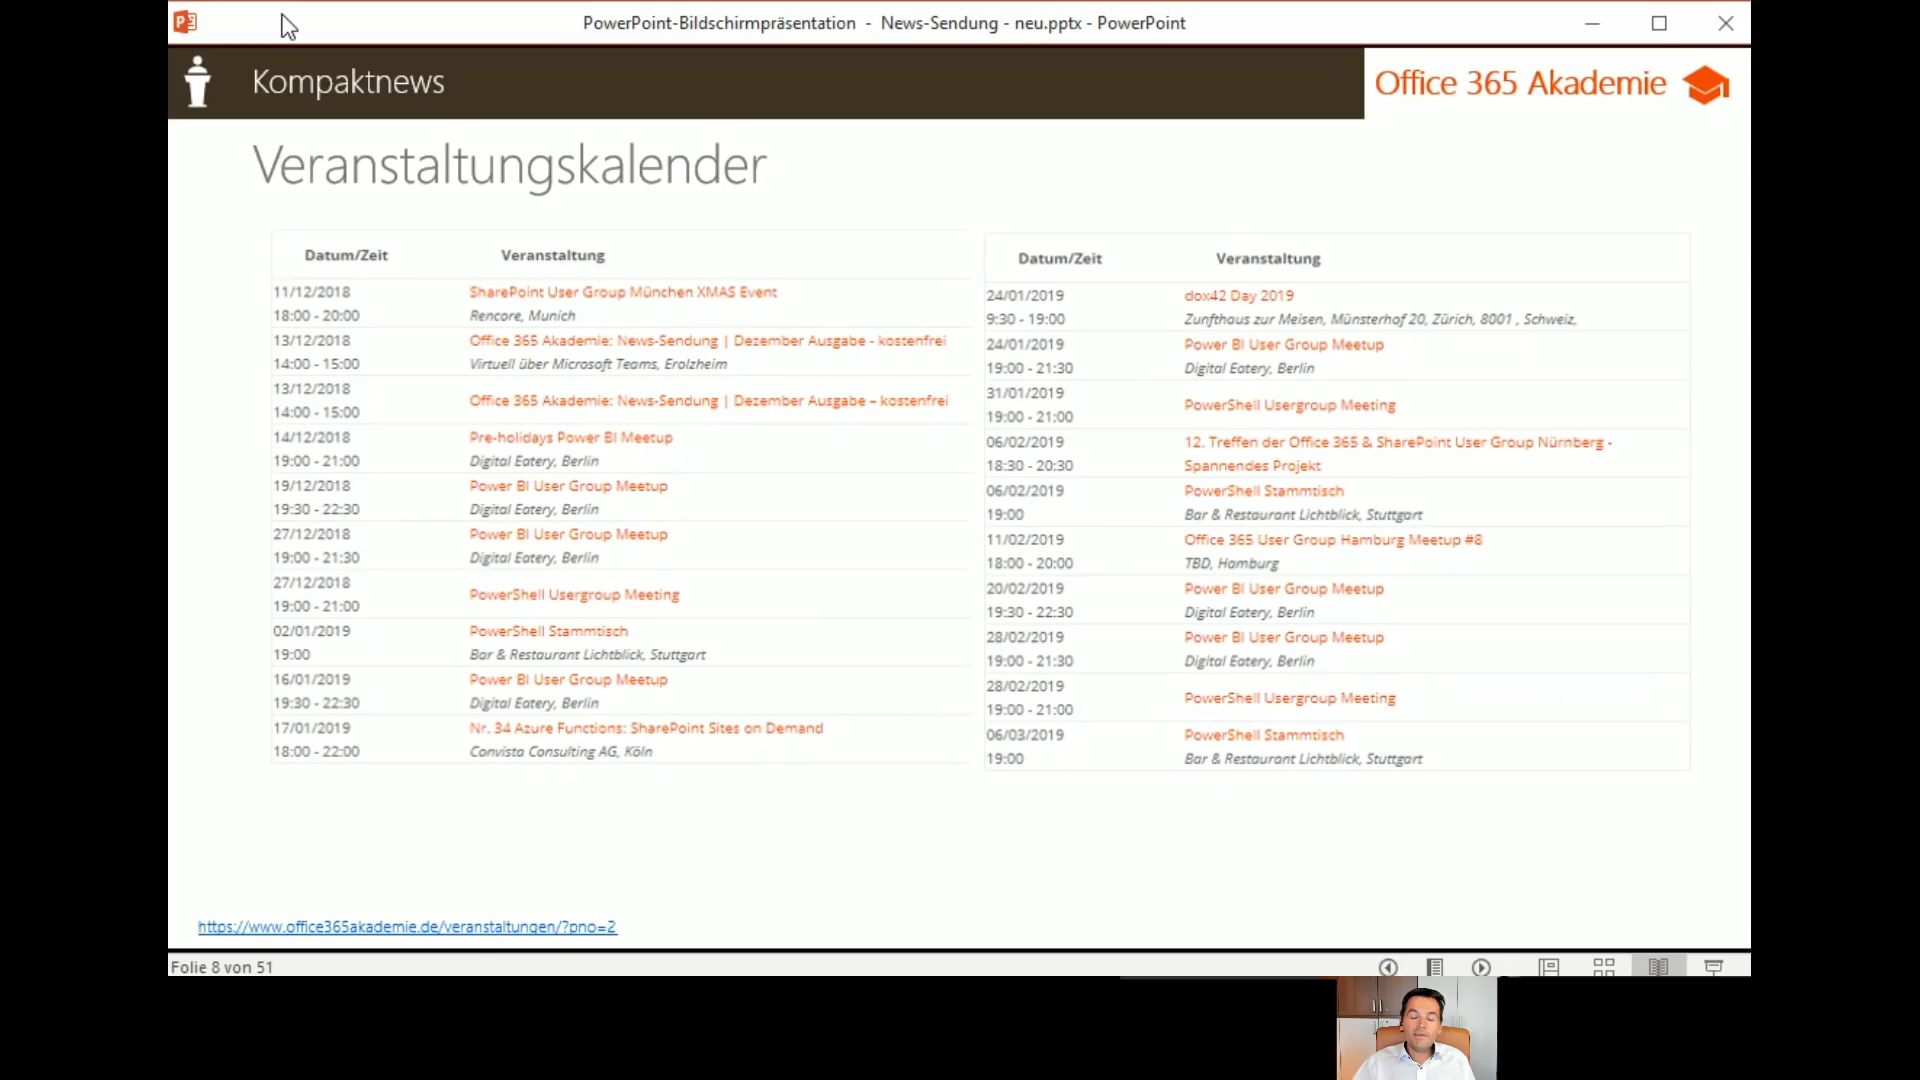 PowerPoint-Bildschirmpräsentation - News-Sendung - neu.pptx - PowerPoint
Kompaktnews
Office 365 Akademie
Veranstaltungskalender
Datum/Zeit Veranstaltung
11/12/2018 SharePoint User Group München XMAS Event
18:00 - 20:00 Rencore, Munich
13/12/2018 Office 365 Akademie: News-Sendung | Dezember Ausgabe - kostenfrei
14:00 - 15:00 Virtuell über Microsoft Teams, Erolzheim
13/12/2018
14:00 - 15:00 Office 365 Akademie: News-Sendung | Dezember Ausgabe – kostenfrei
14/12/2018 Pre-holidays Power BI Meetup
19:00 - 21:00 Digital Eatery, Berlin
19/12/2018 Power BI User Group Meetup
19:30 - 22:30 Digital Eatery, Berlin
27/12/2018 Power BI User Group Meetup
19:00 - 21:30 Digital Eatery, Berlin
27/12/2018
19:00 - 21:00 PowerShell Usergroup Meeting
02/01/2019 PowerShell Stammtisch
19:00 Bar & Restaurant Lichtblick, Stuttgart
16/01/2019 Power BI User Group Meetup
19:30 - 22:30 Digital Eatery, Berlin
17/01/2019 Nr. 34 Azure Functions: SharePoint Sites on Demand
18:00 - 22:00 Convista Consulting AG, Köln
Datum/Zeit Veranstaltung
24/01/2019 dox42 Day 2019
9:30 - 19:00 Zunfthaus zur Meisen, Münsterhof 20, Zürich, 8001 , Schweiz,
24/01/2019 Power BI User Group Meetup
19:00 - 21:30 Digital Eatery, Berlin
31/01/2019
19:00 - 21:00 PowerShell Usergroup Meeting
06/02/2019 12. Treffen der Office 365 & SharePoint User Group Nürnberg -
18:30 - 20:30 Spannendes Projekt
06/02/2019 PowerShell Stammtisch
19:00 Bar & Restaurant Lichtblick, Stuttgart
11/02/2019 Office 365 User Group Hamburg Meetup #8
18:00 - 20:00 TBD, Hamburg
20/02/2019 Power BI User Group Meetup
19:30 - 22:30 Digital Eatery, Berlin
28/02/2019 Power BI User Group Meetup
19:00 - 21:30 Digital Eatery, Berlin
28/02/2019
19:00 - 21:00 PowerShell Usergroup Meeting
06/03/2019 PowerShell Stammtisch
19:00 Bar & Restaurant Lichtblick, Stuttgart
https://www.office365akademie.de/veranstaltungen/?pno=2
Folie 8 von 51